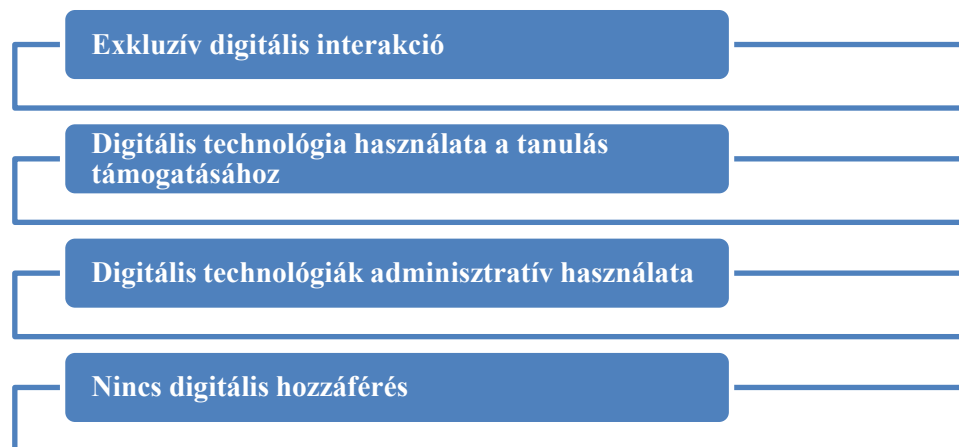 Exkluzív digitális interakció
Digitális technológia használata a tanulás
támogatásához
Digitális technológiák adminisztratív használata
Nincs digitális hozzáférés